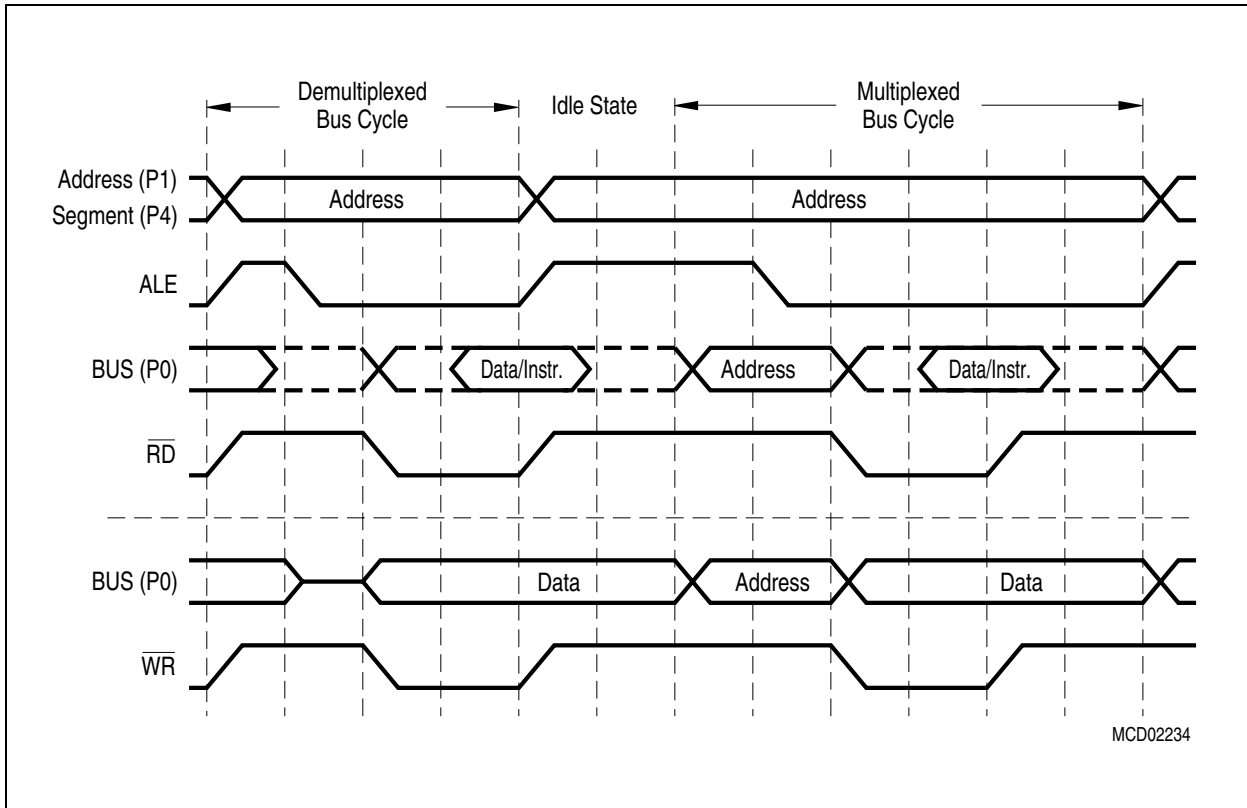 Demultiplexed
Bus Cycle
Idle State
Multiplexed
Bus Cycle
Address (P1)
Segment (P4)
Address
Address
ALE
BUS (P0)
Data/Instr.
Address
Data/Instr.
RD
BUS (P0)
Data
Address
Data
WR
MCD02234